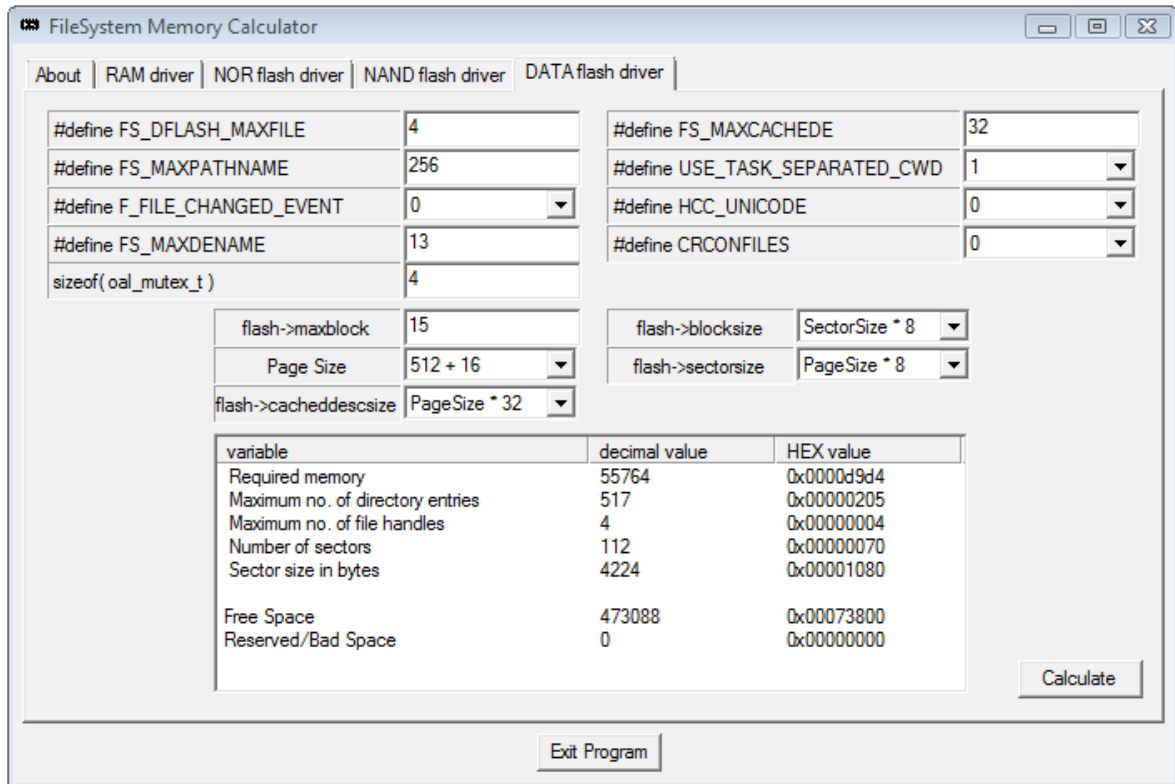 FileSystem Memory Calculator
About RAM driver NOR flash driver NAND flash driver DATA flash driver
#define FS_DFLASH_MAXFILE 4 #define FS_MAXCACHEDE 32
#define FS_MAXPATHNAME 256 #define USE_TASK_SEPARATED_CWD 1
#define F_FILE_CHANGED_EVENT 0 #define HCC_UNICODE 0
#define FS_MAXDENAME 13 #define CRCONFILES 0
sizeof( oal_mutex_t ) 4
flash->maxblock 15 flash->blocksize SectorSize * 8
Page Size 512 + 16 flash->sectorsize PageSize * 8
flash->cacheddescsize PageSize * 32
variable decimal value HEX value
Required memory 55764 0x0000d9d4
Maximum no. of directory entries 517 0x00000205
Maximum no. of file handles 4 0x00000004
Number of sectors 112 0x00000070
Sector size in bytes 4224 0x00001080
Free Space 473088 0x00073800
Reserved/Bad Space 0 0x00000000
Calculate
Exit Program